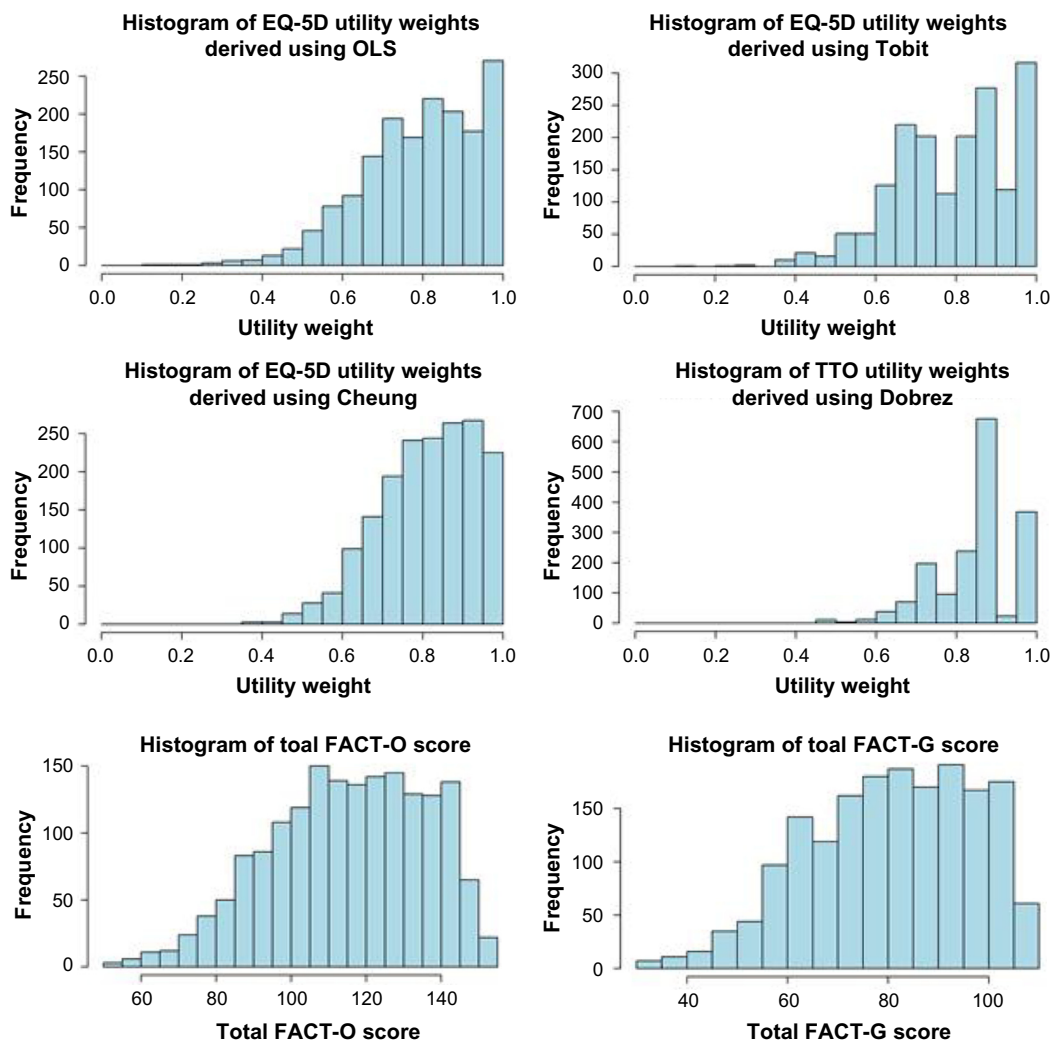 Histogram of EQ-5D utility weights
derived using OLS
Frequency
250
200
150
100
50
0
0.0 0.2 0.4 0.6 0.8 1.0
Utility weight
Histogram of EQ-5D utility weights
derived using Tobit
Frequency
300
250
200
150
100
50
0
0.0 0.2 0.4 0.6 0.8 1.0
Utility weight
Histogram of EQ-5D utility weights
derived using Cheung
Frequency
250
200
150
100
50
0
0.0 0.2 0.4 0.6 0.8 1.0
Utility weight
Histogram of TTO utility weights
derived using Dobrez
Frequency
700
600
500
400
300
200
100
0
0.0 0.2 0.4 0.6 0.8 1.0
Utility weight
Histogram of toal FACT-O score
Frequency
150
100
50
0
60 80 100 120 140
Total FACT-O score
Histogram of toal FACT-G score
Frequency
150
100
50
0
40 60 80 100
Total FACT-G score